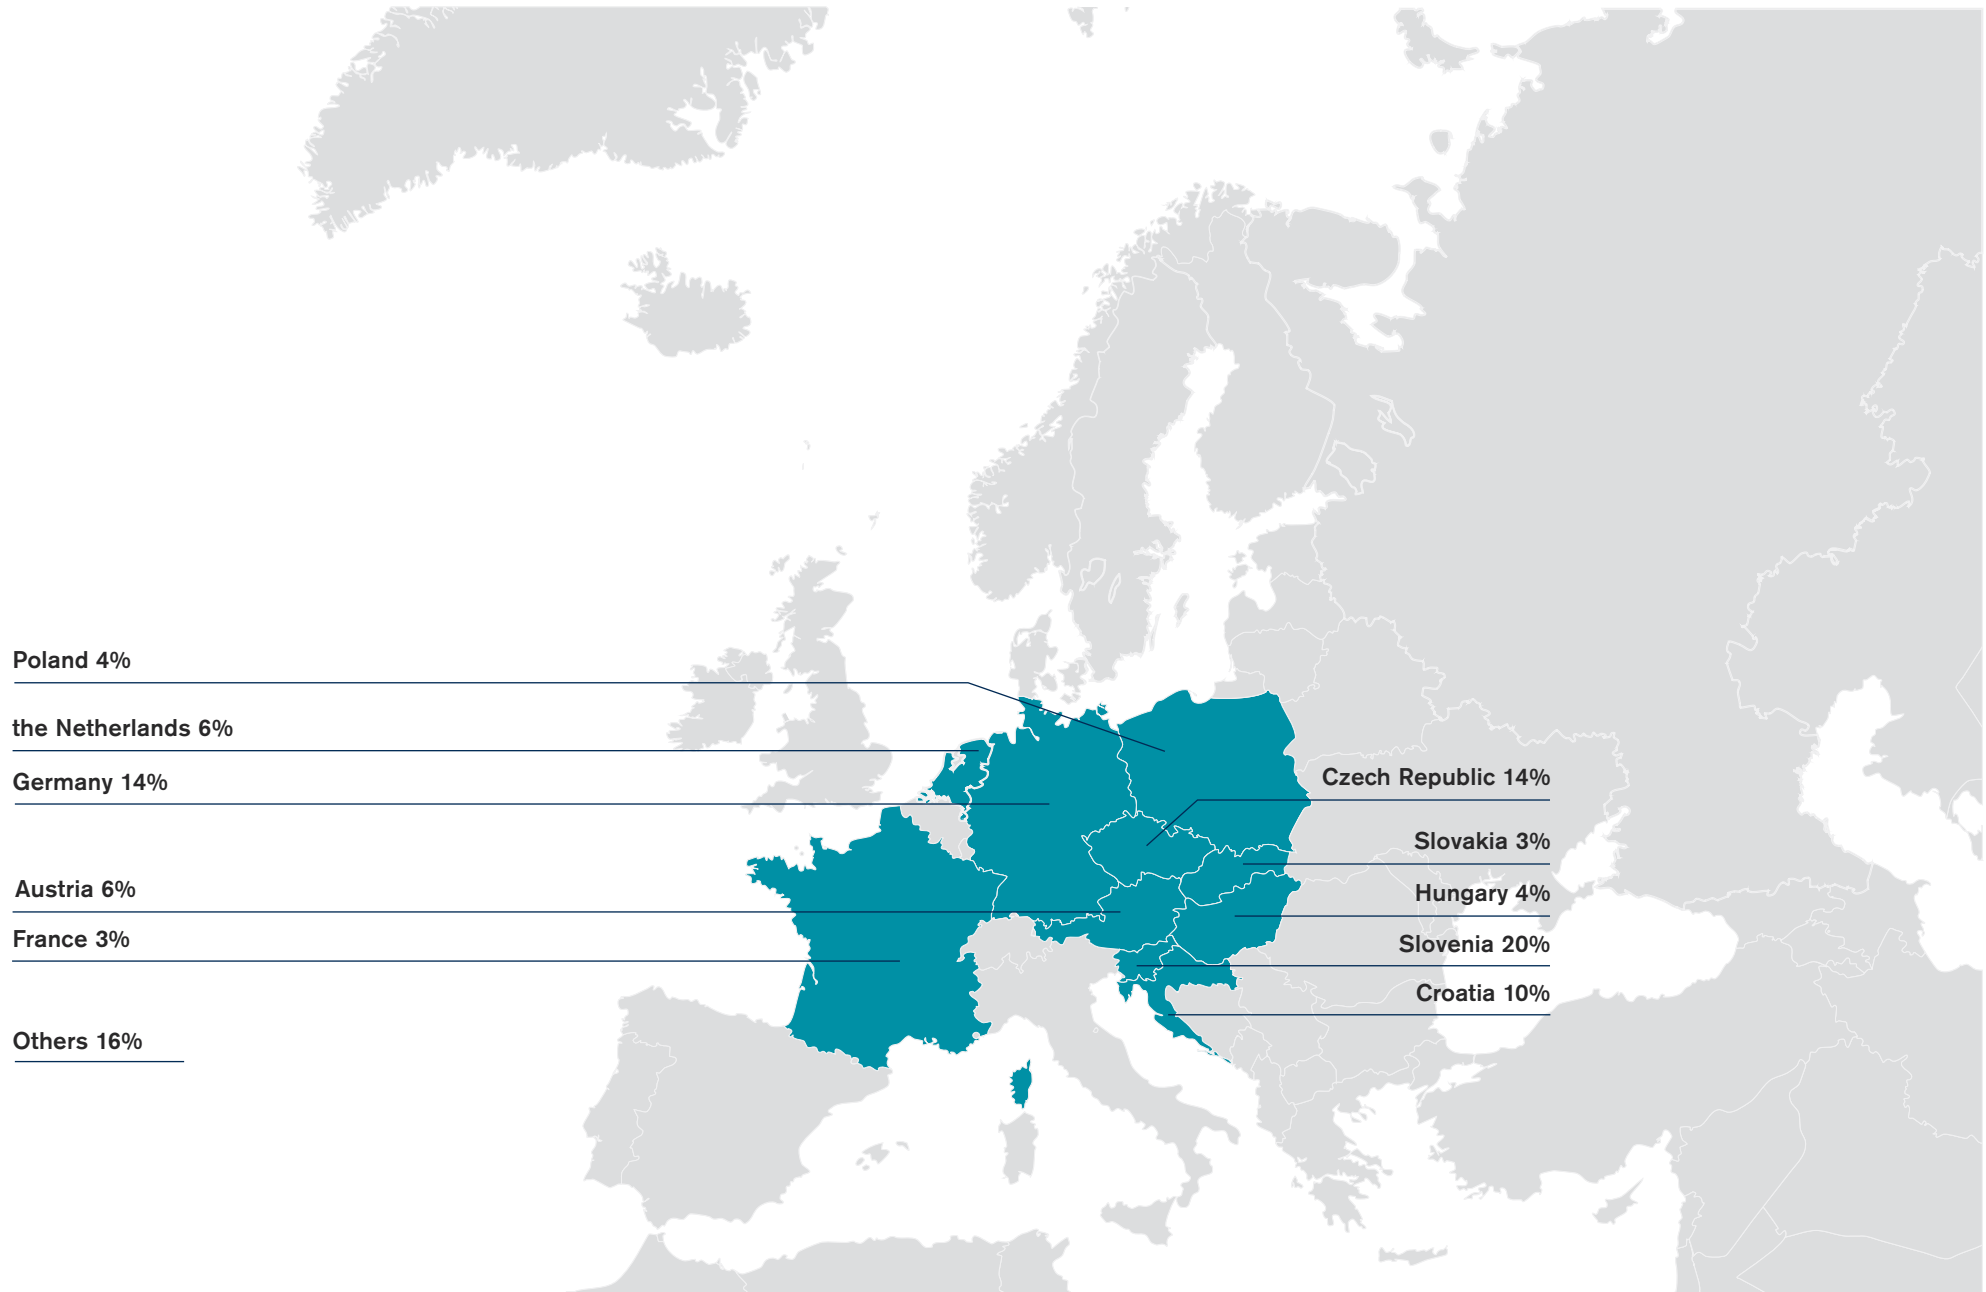 Poland 4%
the Netherlands 6%
Germany 14%
Austria 6%
France 3%
Others 16%
Czech Republic 14%
Slovakia 3%
Hungary 4%
Slovenia 20%
Croatia 10%